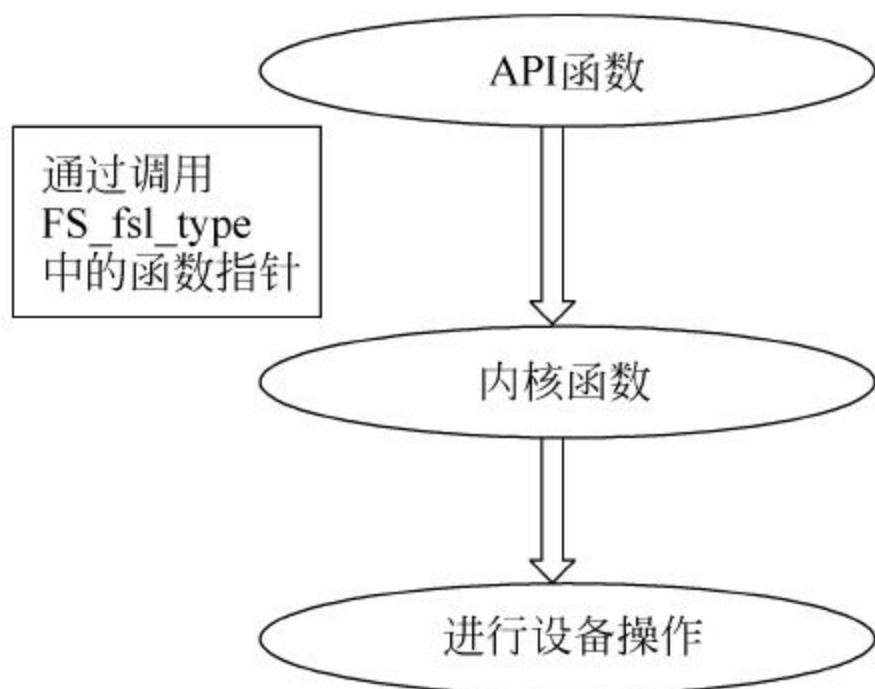 API函数
通过调用
FS_fsl_type
中的函数指针
内核函数
进行设备操作